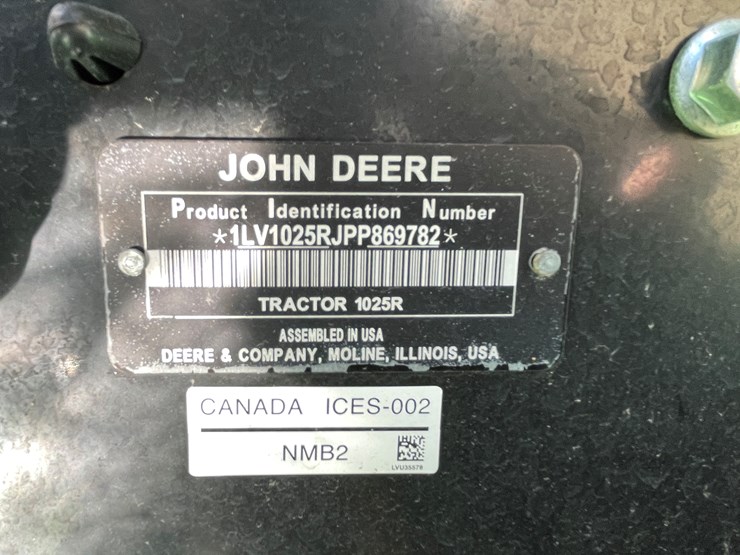 JOHN DEERE
Product Identification Number
*1LV1025RJPP869782*
TRACTOR 1025R
ASSEMBLED IN USA
DEERE & COMPANY, MOLINE, ILLINOIS, USA
CANADA ICES-002
NMB2
LVU35578